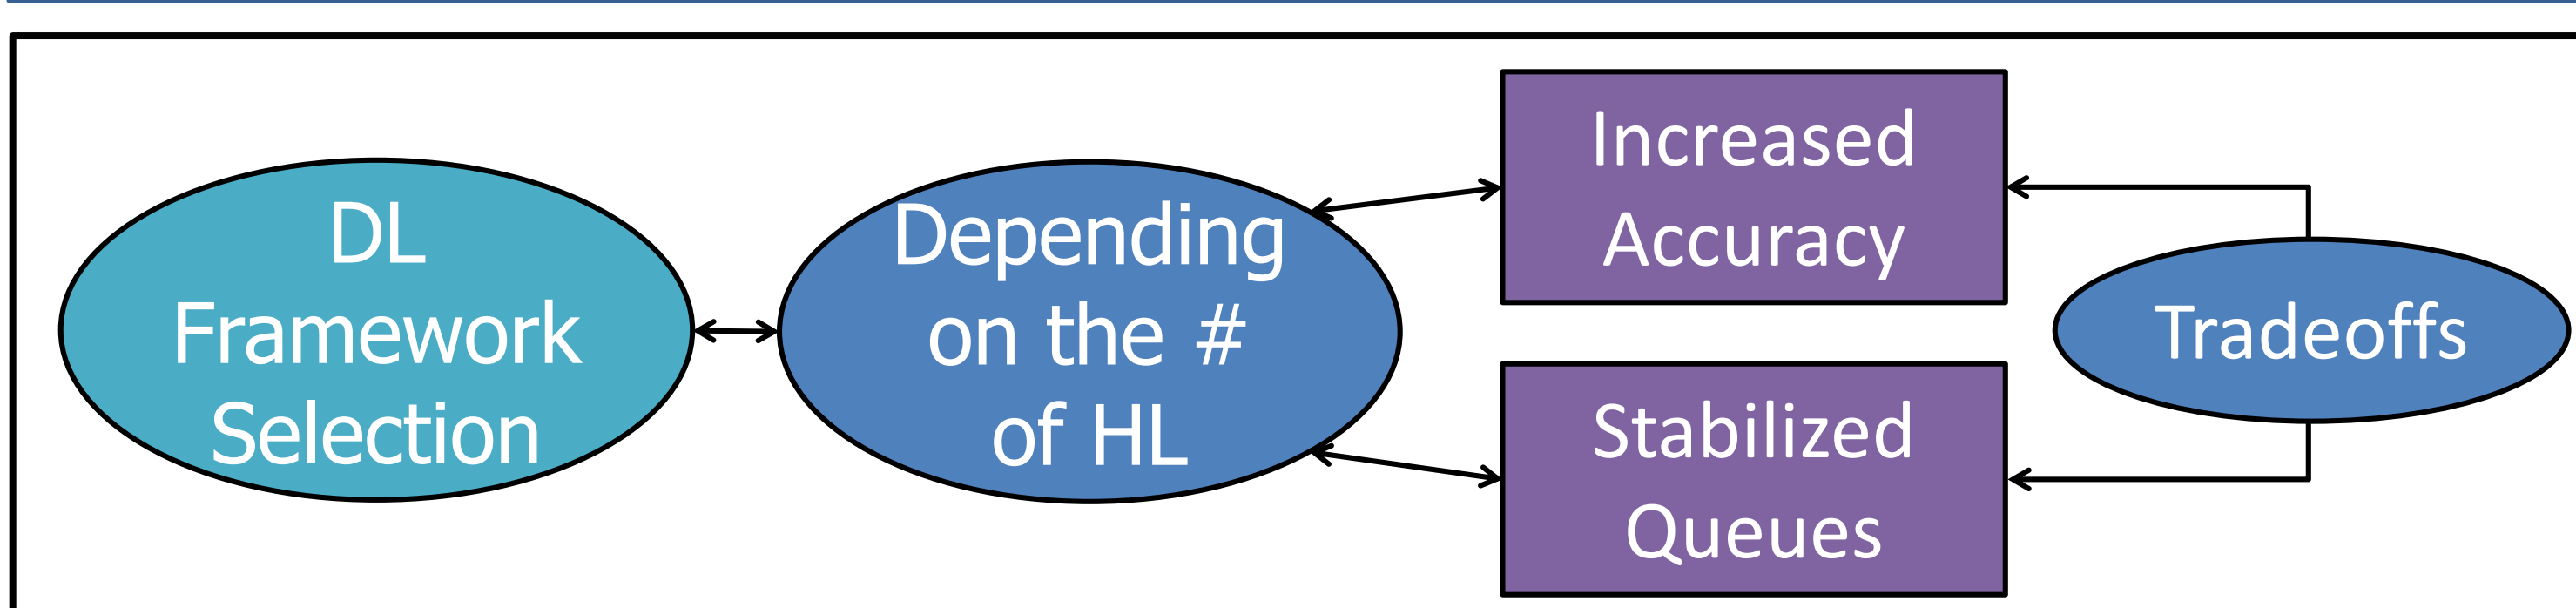 DL
Framework
Selection
Depending
on the #
of HL
Increased
Accuracy
Stabilized
Queues
Tradeoffs